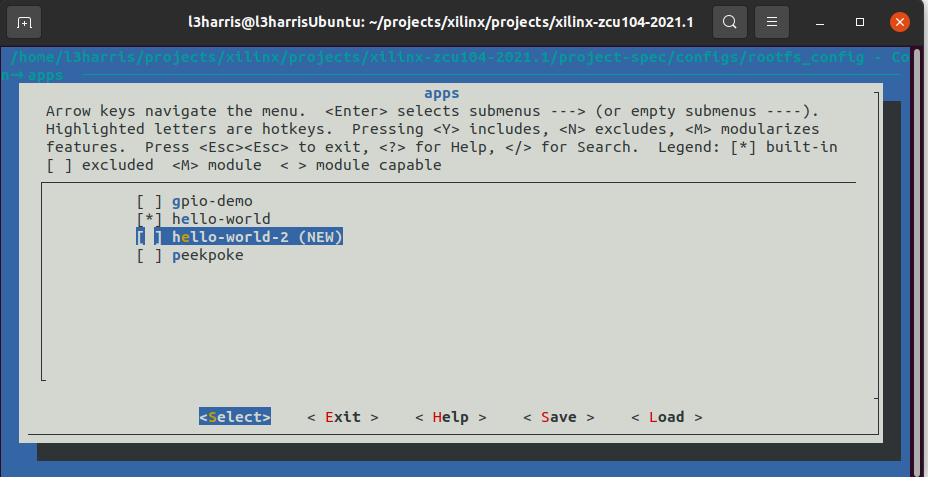 l3harris@l3harrisUbuntu: ~/projects/xilinx/projects/xilinx-zcu104-2021.1
/home/l3harris/projects/xilinx/projects/xilinx-zcu104-2021.1/project-spec/configs/rootfs_config - Co
n→ apps
apps
Arrow keys navigate the menu. <Enter> selects submenus ---> (or empty submenus ----).
Highlighted letters are hotkeys. Pressing <Y> includes, <N> excludes, <M> modularizes
features. Press <Esc><Esc> to exit, <?> for Help, </> for Search. Legend: [*] built-in
[ ] excluded <M> module < > module capable
[ ] gpio-demo
[*] hello-world
[ ] hello-world-2 (NEW)
[ ] peekpoke
<Select> < Exit > < Help > < Save > < Load >